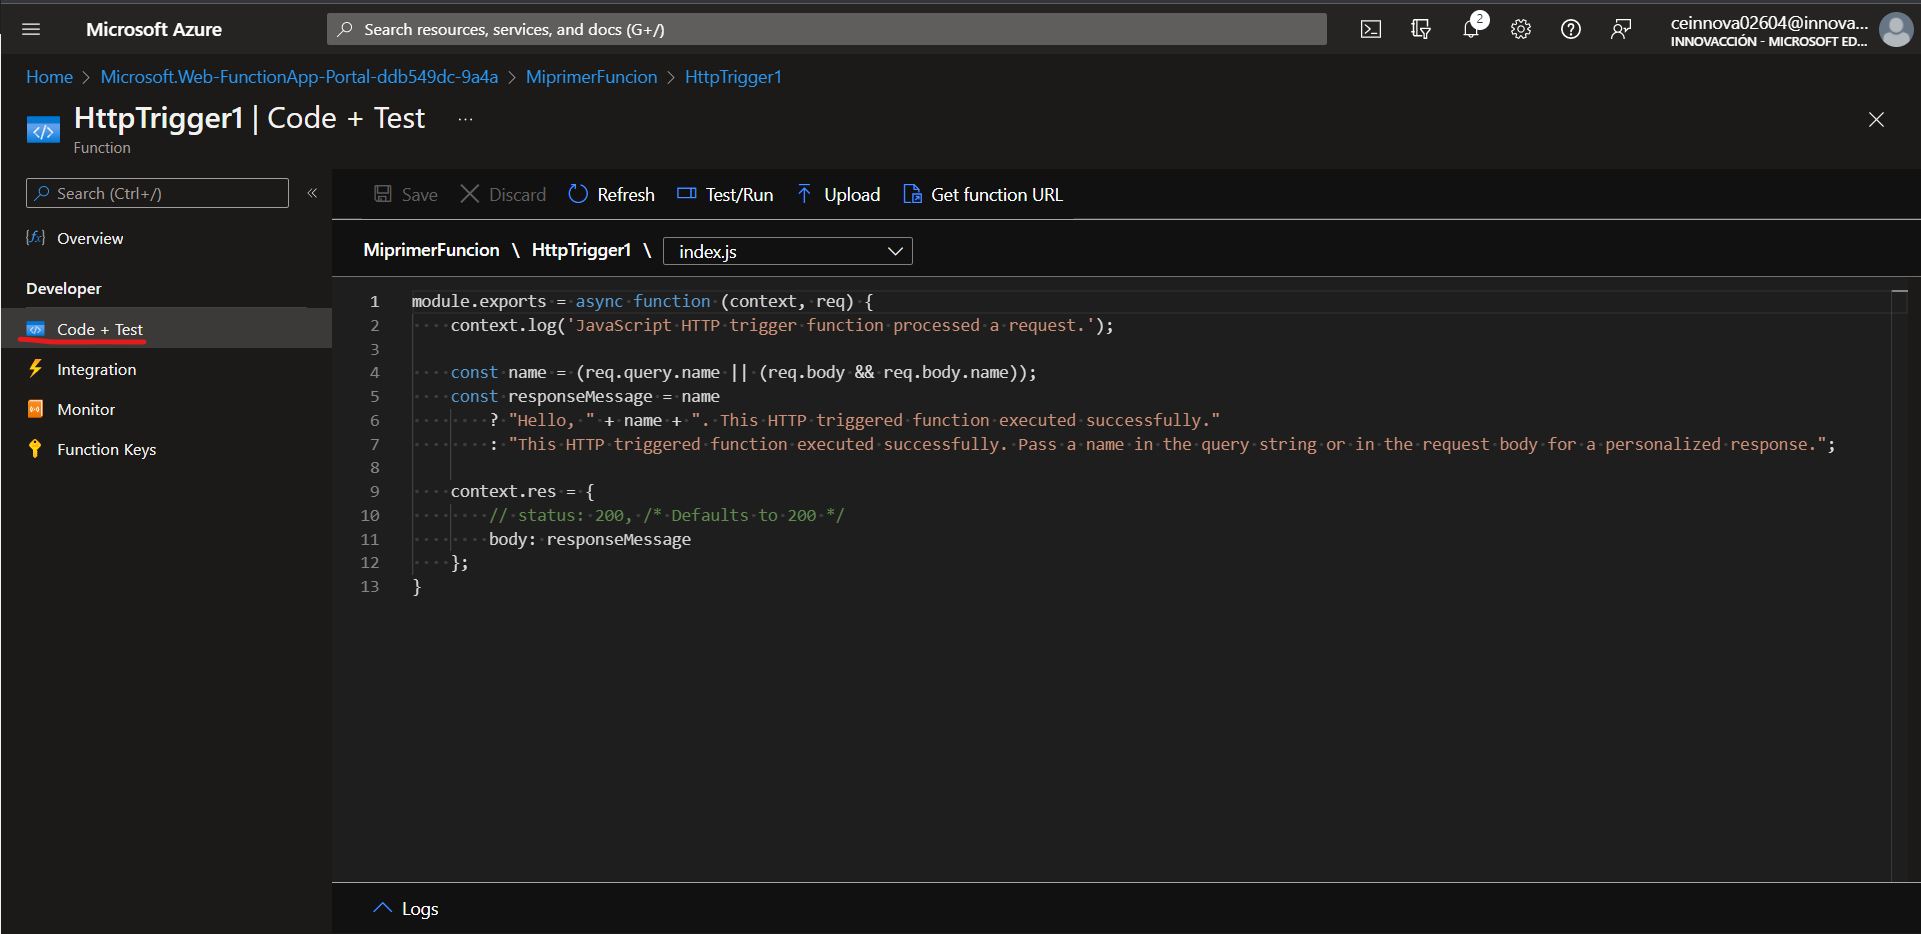 Microsoft Azure
Search resources, services, and docs (G+/)
2
ceinnova02604@innova...
INNOVACCIÓN - MICROSOFT ED...
Home > Microsoft.Web-FunctionApp-Portal-ddb549dc-9a4a > MiprimerFuncion > HttpTrigger1
HttpTrigger1 | Code + Test ...
Function
Search (Ctrl+/) «
Save Discard Refresh Test/Run Upload Get function URL
Overview
Developer
Code + Test
Integration
Monitor
Function Keys
MiprimerFuncion \ HttpTrigger1 \ index.js
1 module.exports = async function (context, req) {
2     context.log('JavaScript HTTP trigger function processed a request.');
3
4     const name = (req.query.name || (req.body && req.body.name));
5     const responseMessage = name
6         ? "Hello, " + name + ". This HTTP triggered function executed successfully."
7         : "This HTTP triggered function executed successfully. Pass a name in the query string or in the request body for a personalized response.";
8
9     context.res = {
10         // status: 200, /* Defaults to 200 */
11         body: responseMessage
12     };
13 }
Logs